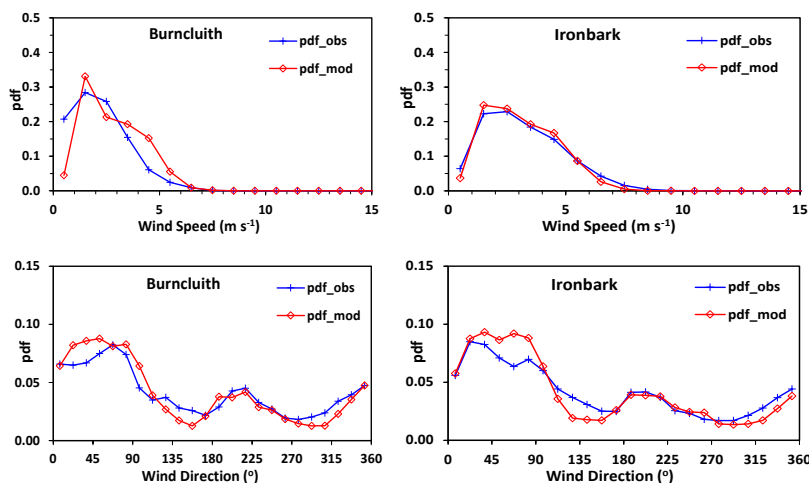 Burncluith
pdf_obs
pdf_mod
0.5
0.4
0.3
0.2
0.1
0.0
pdf
0 5 10 15
Wind Speed (m s-1)
Ironbark
pdf_obs
pdf_mod
0.5
0.4
0.3
0.2
0.1
0.0
pdf
0 5 10 15
Wind Speed (m s-1)
Burncluith
pdf_obs
pdf_mod
0.15
0.10
0.05
0.00
pdf
0 45 90 135 180 225 270 315 360
Wind Direction (o)
Ironbark
pdf_obs
pdf_mod
0.15
0.10
0.05
0.00
pdf
0 45 90 135 180 225 270 315 360
Wind Direction (o)